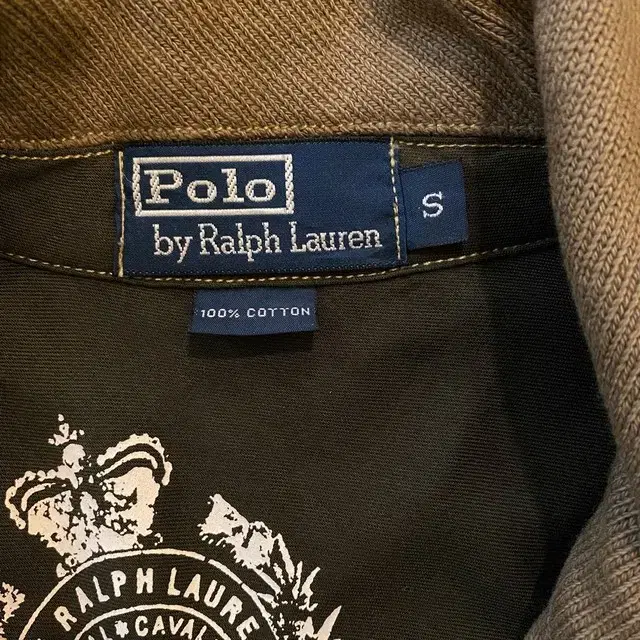 Polo
by Ralph Lauren
S
100% COTTON
RALPH LAURE
CAVAL